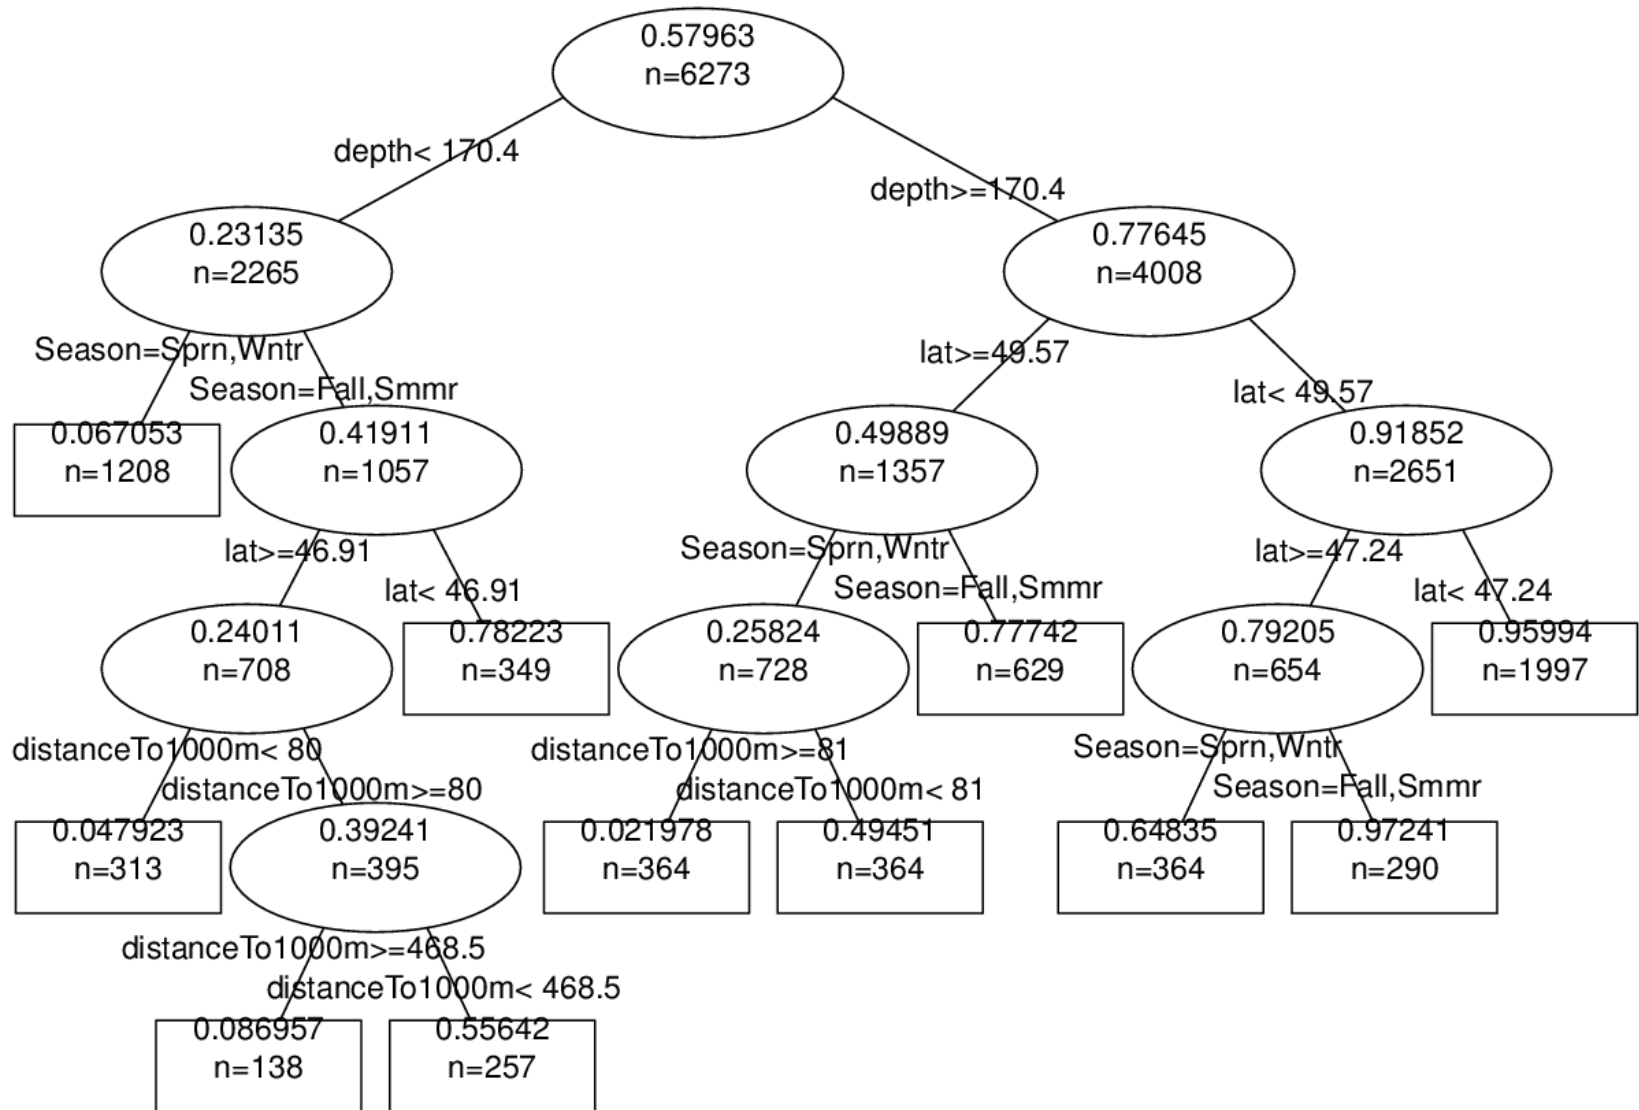 0.57963
n=6273
depth< 170.4
depth>=170.4
0.23135
n=2265
0.77645
n=4008
Season=Sprn,Wntr
Season=Fall,Smmr
lat>=49.57
lat< 49.57
0.067053
n=1208
0.41911
n=1057
0.49889
n=1357
0.91852
n=2651
lat>=46.91
lat< 46.91
Season=Sprn,Wntr
Season=Fall,Smmr
lat>=47.24
lat< 47.24
0.24011
n=708
0.78223
n=349
0.25824
n=728
0.77742
n=629
0.79205
n=654
0.95994
n=1997
distanceTo1000m< 80
distanceTo1000m>=80
distanceTo1000m>=81
distanceTo1000m< 81
Season=Sprn,Wntr
Season=Fall,Smmr
0.047923
n=313
0.39241
n=395
0.021978
n=364
0.49451
n=364
0.64835
n=364
0.97241
n=290
distanceTo1000m>=468.5
distanceTo1000m< 468.5
0.086957
n=138
0.55642
n=257